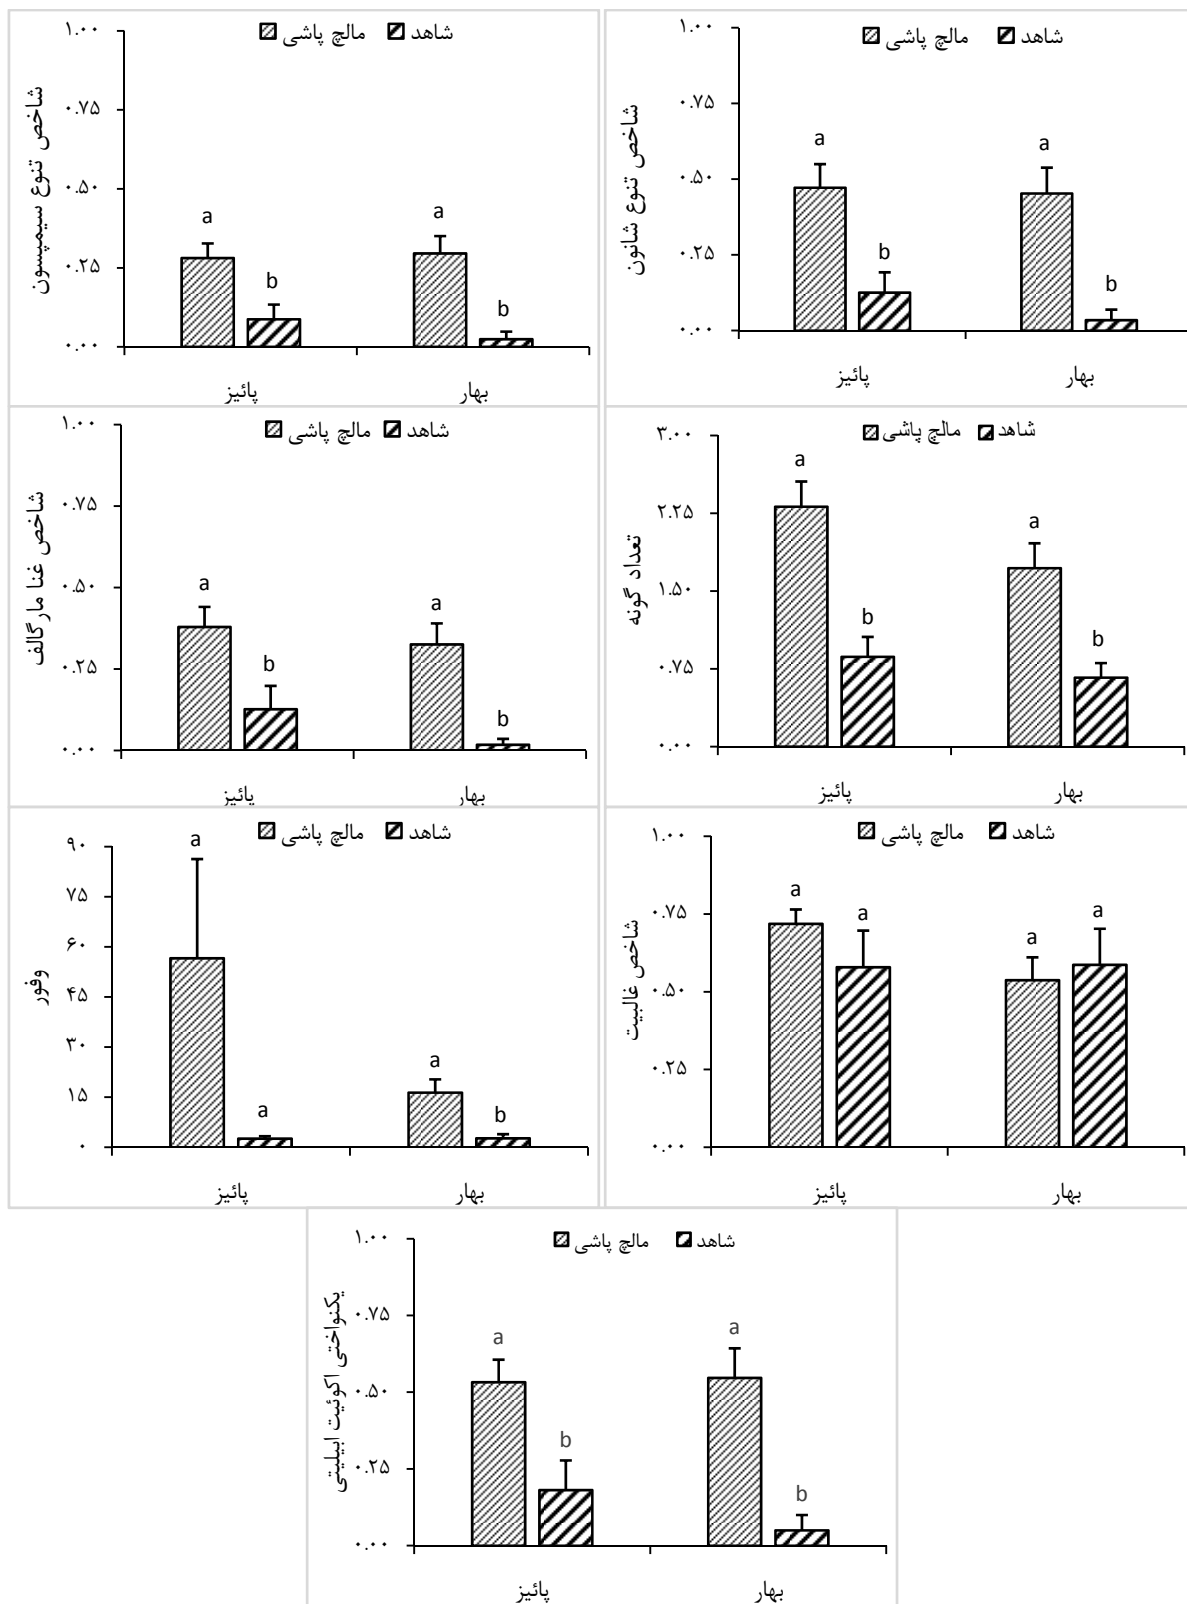 مالچ پاشی شاهد
شاخص تنوع سیمپسون
۱.۰۰
۰.۷۵
۰.۵۰
۰.۲۵
۰.۰۰
a
b
a
b
پائیز
بهار
مالچ پاشی شاهد
شاخص تنوع شانون
۱.۰۰
۰.۷۵
۰.۵۰
۰.۲۵
۰.۰۰
a
b
a
b
پائیز
بهار
مالچ پاشی شاهد
شاخص غنا مارگالف
۱.۰۰
۰.۷۵
۰.۵۰
۰.۲۵
۰.۰۰
a
b
a
b
پائیز
بهار
مالچ پاشی شاهد
تعداد گونه
۳.۰۰
۲.۲۵
۱.۵۰
۰.۷۵
۰.۰۰
a
b
a
b
پائیز
بهار
مالچ پاشی شاهد
وفور
۹۰
۷۵
۶۰
۴۵
۳۰
۱۵
۰
a
a
a
b
پائیز
بهار
مالچ پاشی شاهد
شاخص غالبیت
۱.۰۰
۰.۷۵
۰.۵۰
۰.۲۵
۰.۰۰
a
a
a
a
پائیز
بهار
مالچ پاشی شاهد
یکنواختی اکوئیت ابیلیتی
۱.۰۰
۰.۷۵
۰.۵۰
۰.۲۵
۰.۰۰
a
b
a
b
پائیز
بهار